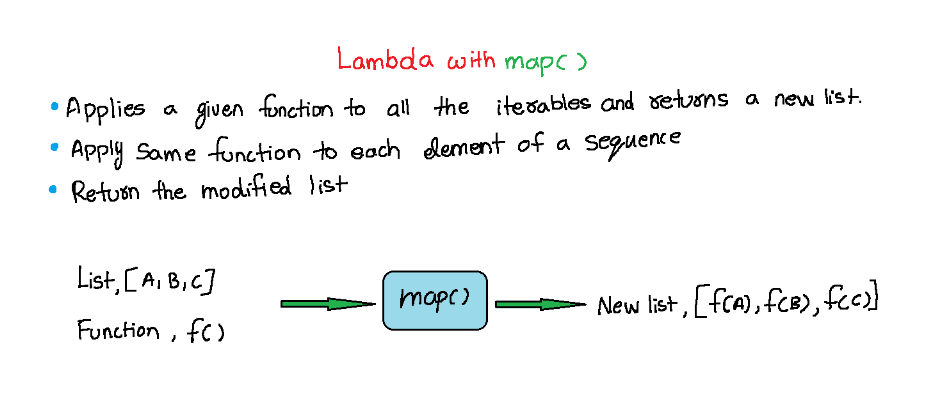 Lambda with map()
• Applies a given function to all the iterables and returns a new list.
• Apply Same function to each element of a sequence
• Return the modified list
List, [A, B, C]
Function , f()
map()
New list, [f(A), f(B), f(C)]